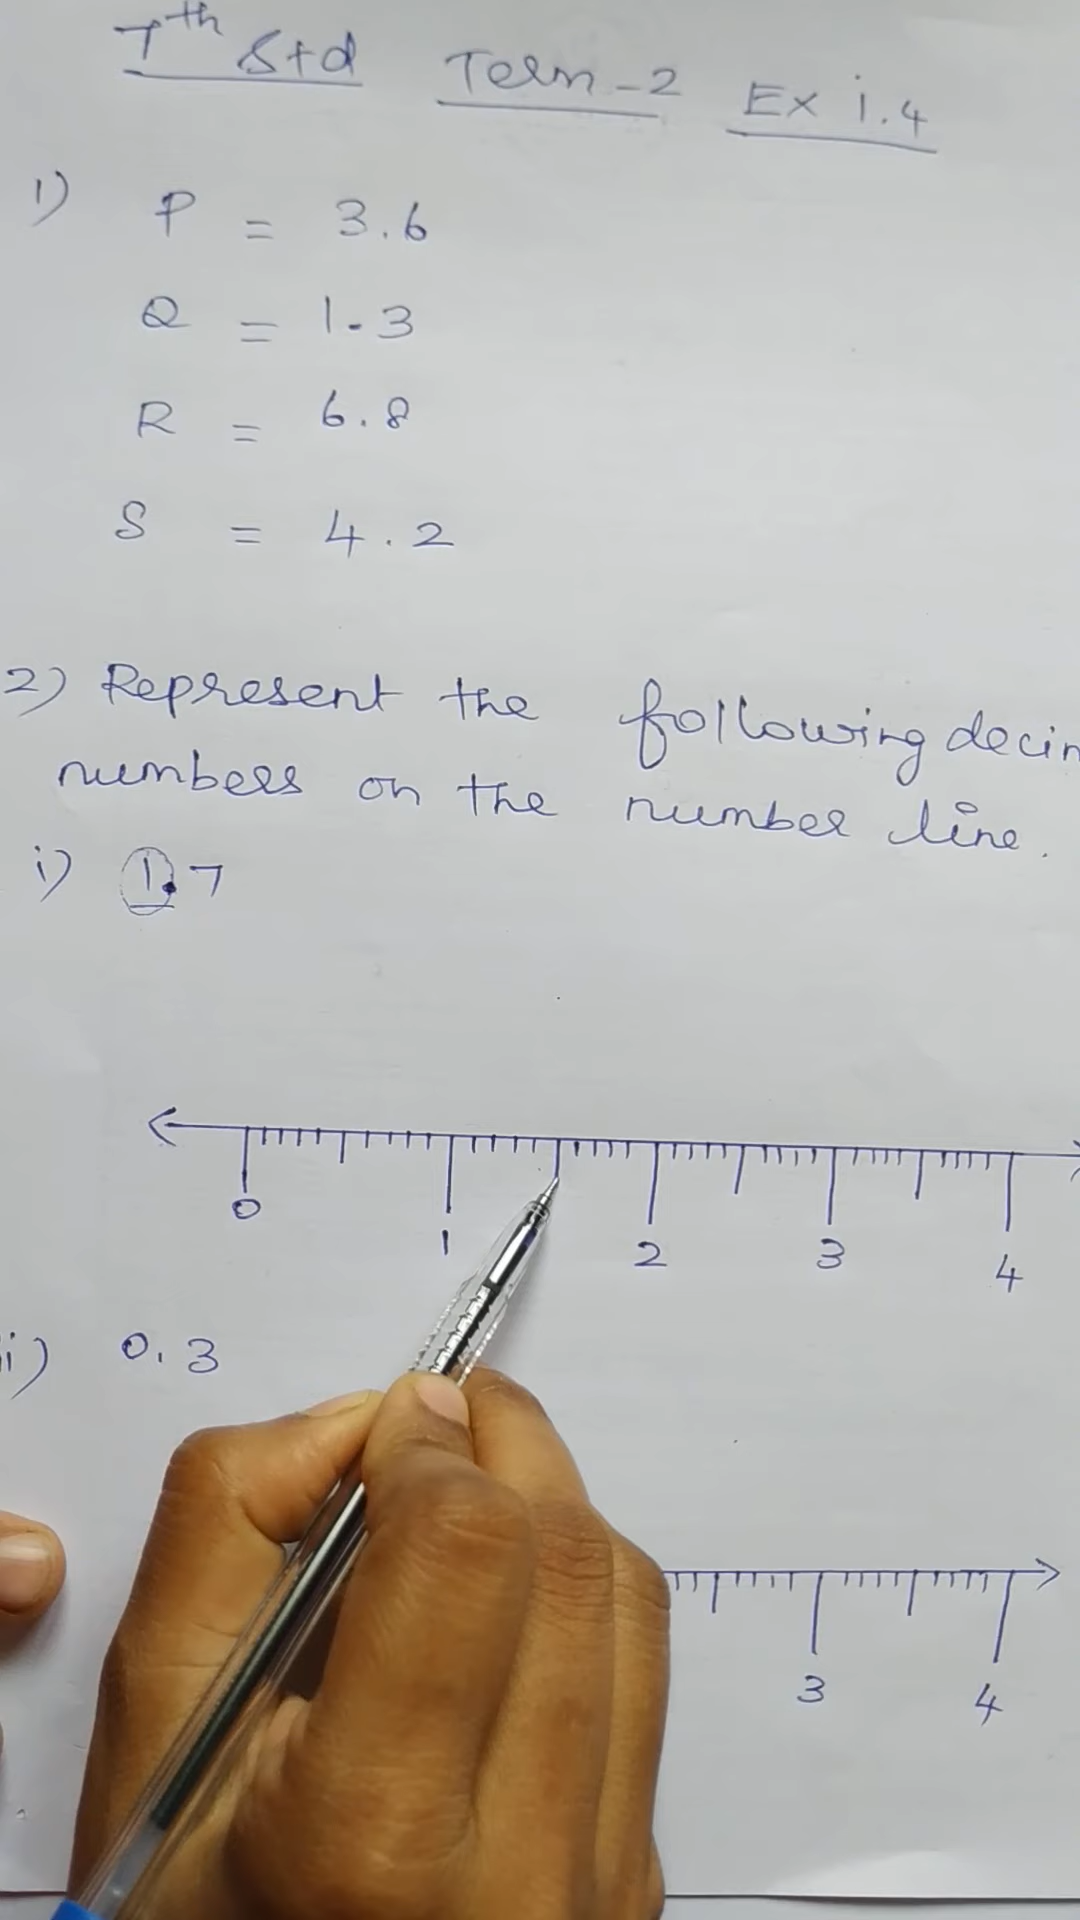 7th Std Term-2 Ex 1.4
1) P = 3.6
Q = 1.3
R = 6.8
S = 4.2
2) Represent the following decim
numbers on the number line.
i) 1.7
0 1 2 3 4
ii) 0.3
3 4